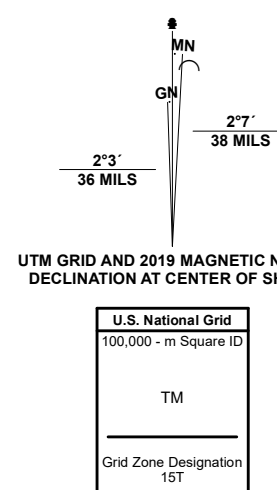 MN
GN
2°7´
38 MILS
2°3´
36 MILS
UTM GRID AND 2019 MAGNETIC N
DECLINATION AT CENTER OF SH
U.S. National Grid
100,000 - m Square ID
TM
Grid Zone Designation
15T